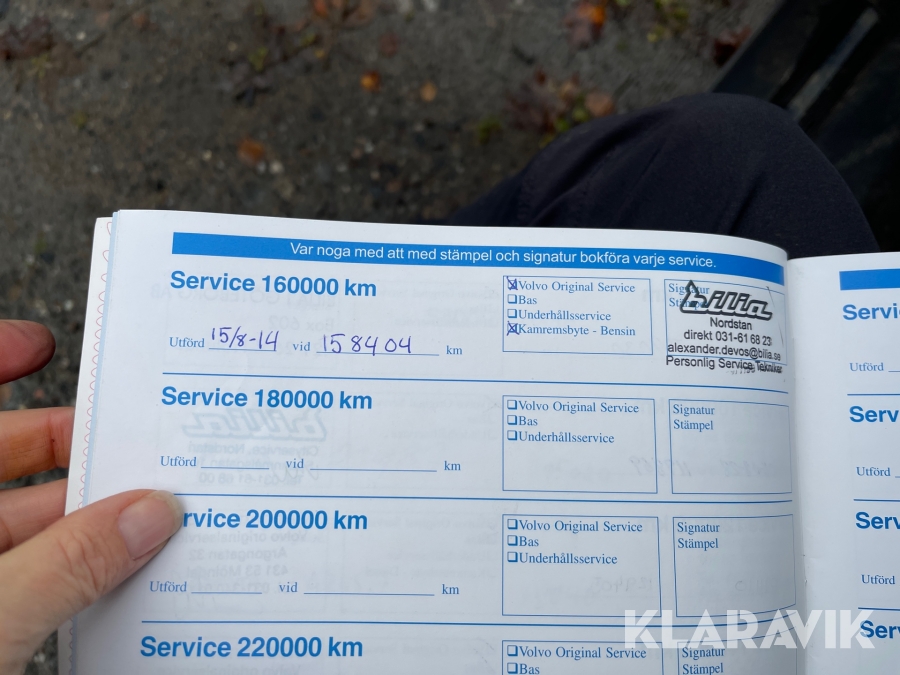 Var noga med att med stämpel och signatur bokföra varje service.
Service 160000 km
Utförd 15/8-14 vid 158404 km
Volvo Original Service
Bas
Underhållsservice
Kamremsbyte - Bensin
Signatur
Stämpel
bilia
Nordstan
direkt 031-61 68 23
alexander.devos@bilia.se
Personlig Service Tekniker
Service 180000 km
Utförd vid km
Volvo Original Service
Bas
Underhållsservice
Signatur
Stämpel
rvice 200000 km
Utförd vid km
Volvo Original Service
Bas
Underhållsservice
Signatur
Stämpel
Service 220000 km
Volvo Original Service
Bas
Signatur
Stämpel
Servi
Utförd
Serv
Utförd
Serv
Utförd
Serv
KLARAVIK